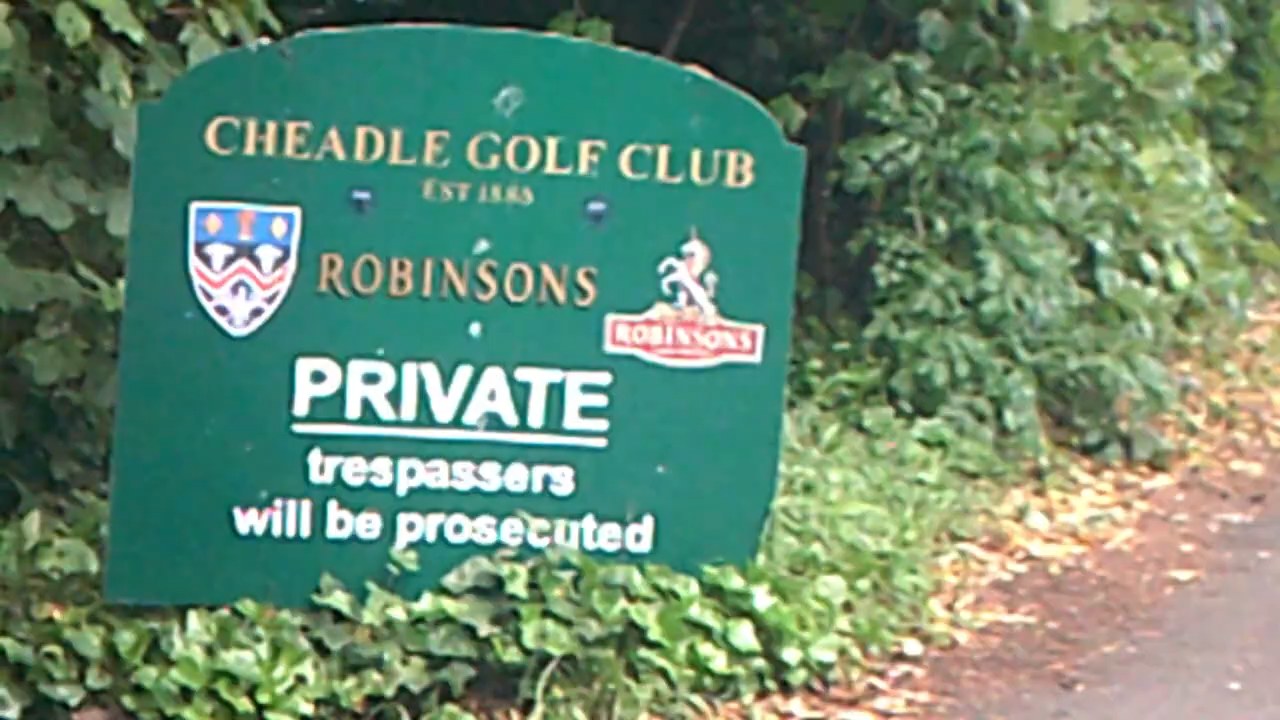 CHEADLE GOLF CLUB
EST 1885
ROBINSONS
ROBINSONS
PRIVATE
trespassers
will be prosecuted